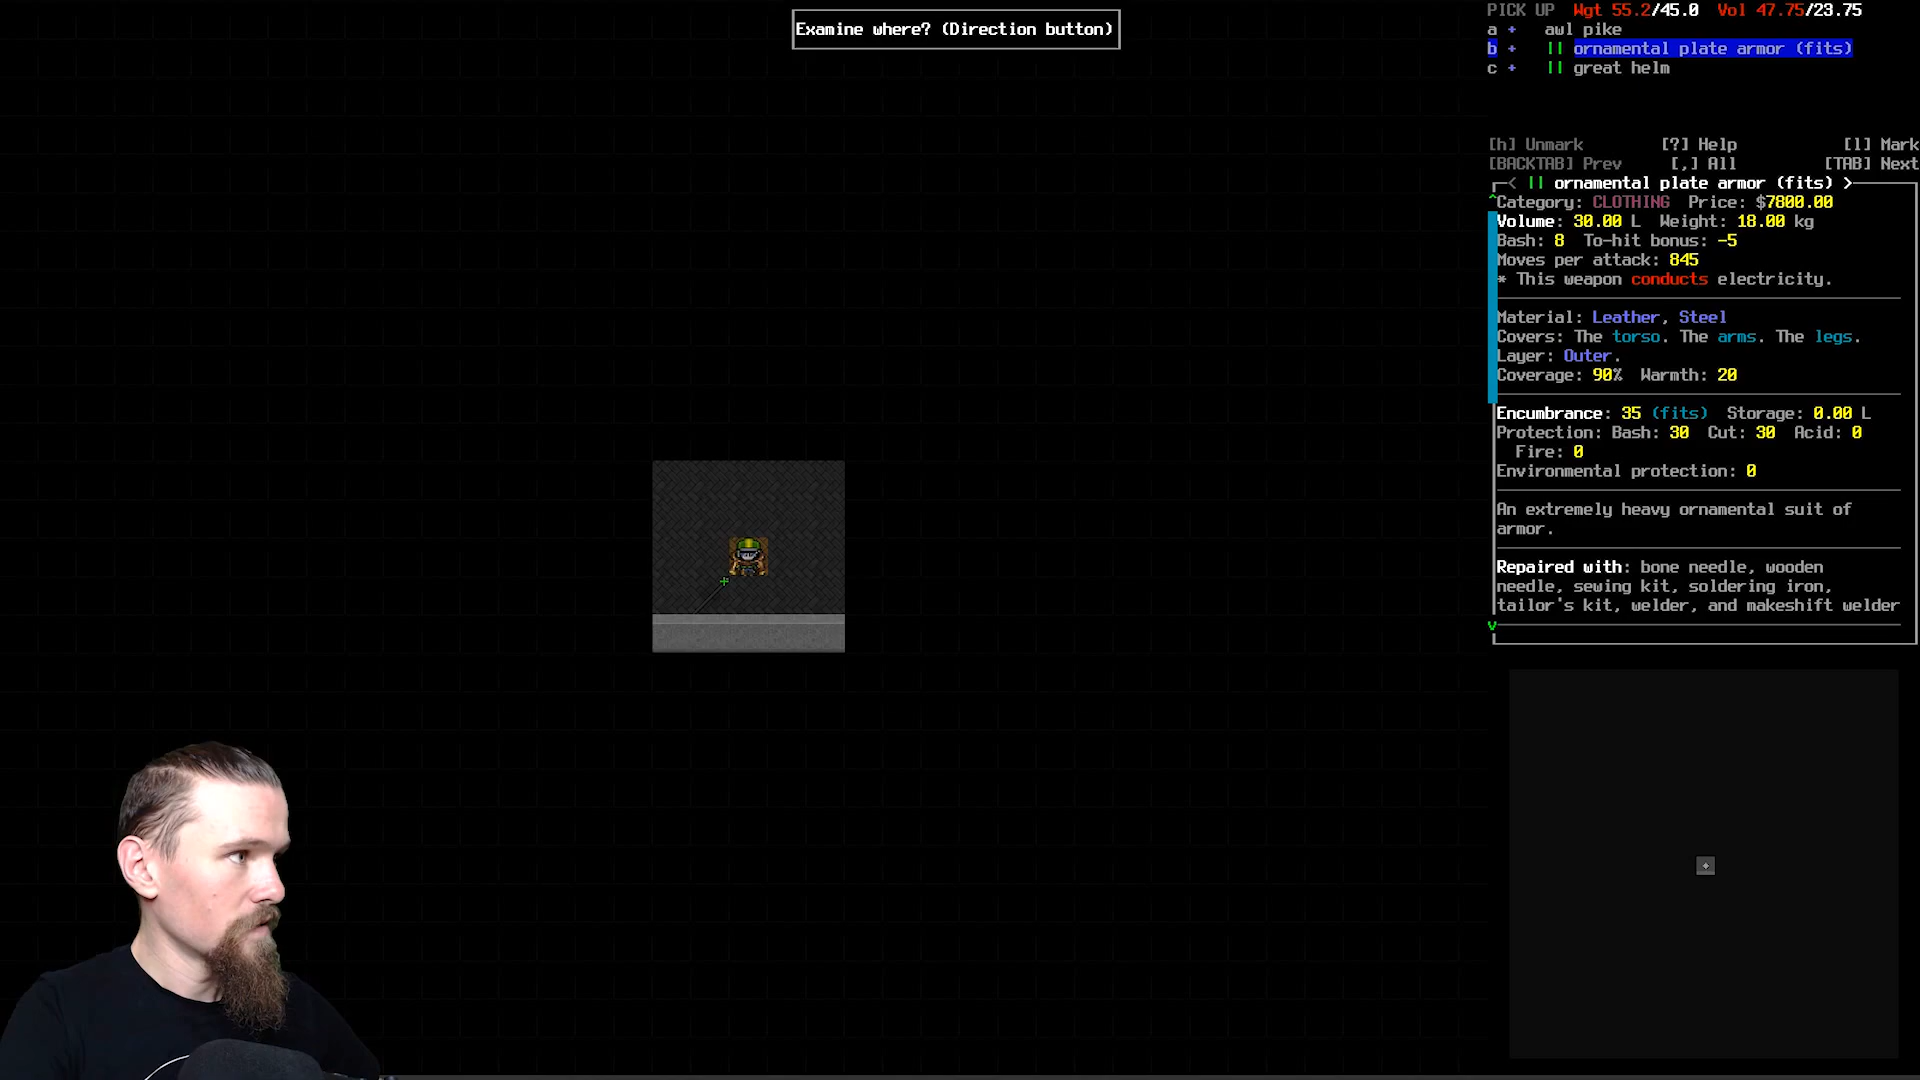 Examine where? (Direction button)
PICK UP Wgt 55.2/45.0 Vol 47.75/23.75
a + awl pike
b + || ornamental plate armor (fits)
c + || great helm
[h] Unmark [?] Help [l] Mark
[BACKTAB] Prev [,] All [TAB] Next
< || ornamental plate armor (fits) >
Category: CLOTHING Price: $7800.00
Volume: 30.00 L Weight: 18.00 kg
Bash: 8 To-hit bonus: -5
Moves per attack: 845
* This weapon conducts electricity.
Material: Leather, Steel
Covers: The torso. The arms. The legs.
Layer: Outer.
Coverage: 90% Warmth: 20
Encumbrance: 35 (fits) Storage: 0.00 L
Protection: Bash: 30 Cut: 30 Acid: 0
Fire: 0
Environmental protection: 0
An extremely heavy ornamental suit of
armor.
Repaired with: bone needle, wooden
needle, sewing kit, soldering iron,
tailor's kit, welder, and makeshift welder